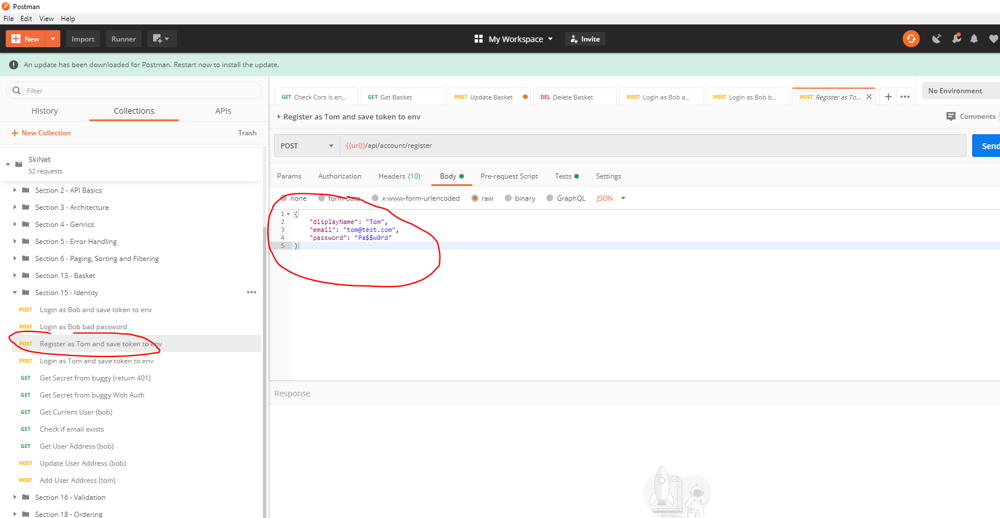 Postman
File Edit View Help
New Import Runner My Workspace Invite
An update has been downloaded for Postman. Restart now to install the update.
Filter
History Collections APIs
New Collection Trash
SkiNet
52 requests
Section 2 - API Basics
Section 3 - Architecture
Section 4 - Genrics
Section 5 - Error Handling
Section 6 - Paging, Sorting and Filtering
Section 13 - Basket
Section 15 - Identity
POST Login as Bob and save token to env
POST Login as Bob bad password
POST Register as Tom and save token to env
POST Login as Tom and save token to env
GET Get Secret from buggy (return 401)
GET Get Secret from buggy With Auth
GET Get Current User (bob)
GET Check if email exists
GET Get User Address (bob)
POST Update User Address (bob)
POST Add User Address (tom)
Section 16 - Validation
Section 18 - Ordering
GET Check Cors is en... GET Get Basket POST Update Basket DEL Delete Basket POST Login as Bob a... POST Login as Bob b... POST Register as To... No Environment
Register as Tom and save token to env Comments
POST {{url}}/api/account/register Send
Params Authorization Headers (10) Body Pre-request Script Tests Settings
none form-data x-www-form-urlencoded raw binary GraphQL JSON
1 {
2 "displayName": "Tom",
3 "email": "tom@test.com",
4 "password": "Pa$$w0rd"
5 }
Response